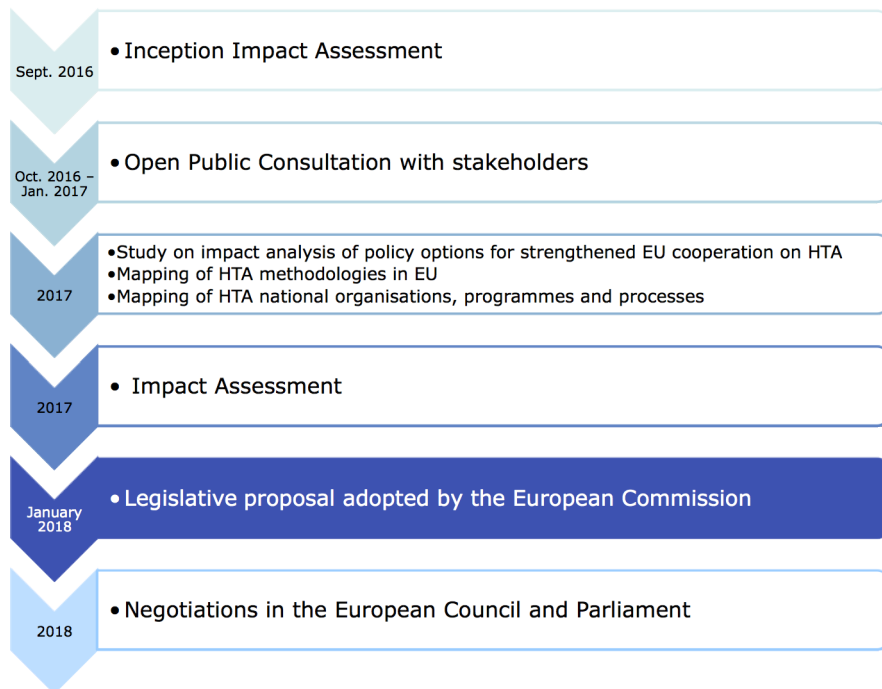 Sept. 2016
• Inception Impact Assessment
Oct. 2016 –
Jan. 2017
• Open Public Consultation with stakeholders
2017
•Study on impact analysis of policy options for strengthened EU cooperation on HTA
•Mapping of HTA methodologies in EU
•Mapping of HTA national organisations, programmes and processes
2017
• Impact Assessment
January
2018
• Legislative proposal adopted by the European Commission
2018
• Negotiations in the European Council and Parliament